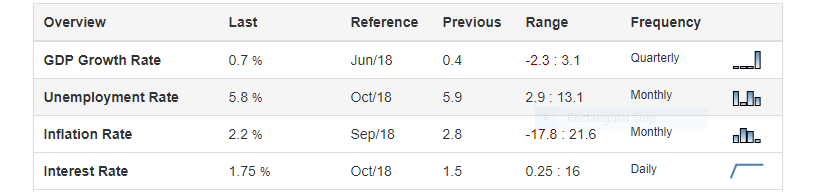 Overview Last Reference Previous Range Frequency
GDP Growth Rate 0.7 % Jun/18 0.4 -2.3 : 3.1 Quarterly
Unemployment Rate 5.8 % Oct/18 5.9 2.9 : 13.1 Monthly
Rectangular Snip
Inflation Rate 2.2 % Sep/18 2.8 -17.8 : 21.6 Monthly
Interest Rate 1.75 % Oct/18 1.5 0.25 : 16 Daily